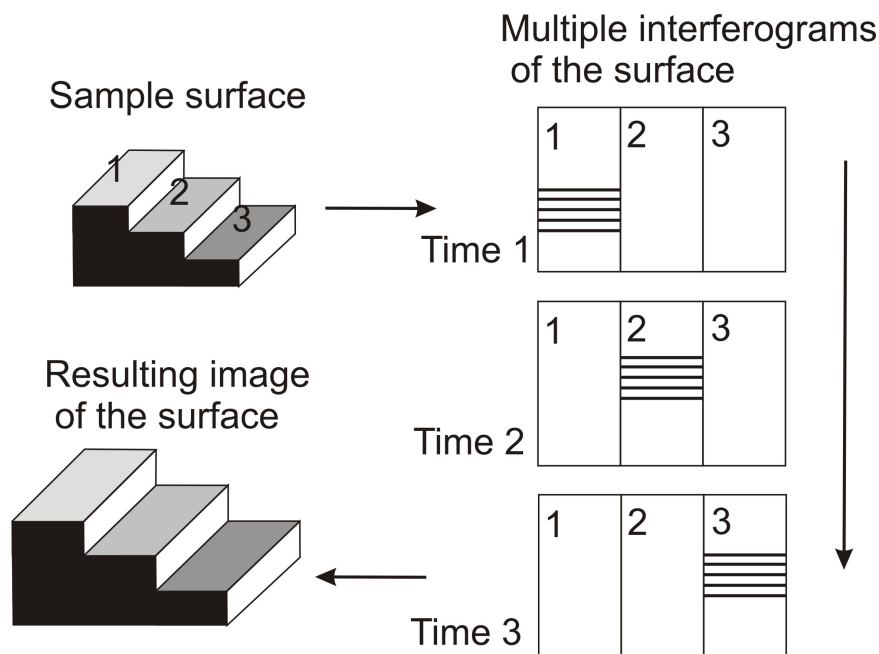 Multiple interferograms
of the surface
Sample surface
1
2
3
1 2 3
Time 1
1 2 3
Time 2
1 2 3
Time 3
Resulting image
of the surface